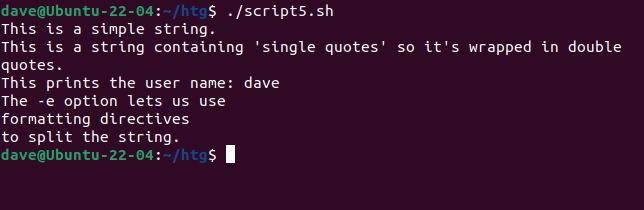 dave@Ubuntu-22-04:~/htg$ ./script5.sh
This is a simple string.
This is a string containing 'single quotes' so it's wrapped in double
quotes.
This prints the user name: dave
The -e option lets us use
formatting directives
to split the string.
dave@Ubuntu-22-04:~/htg$